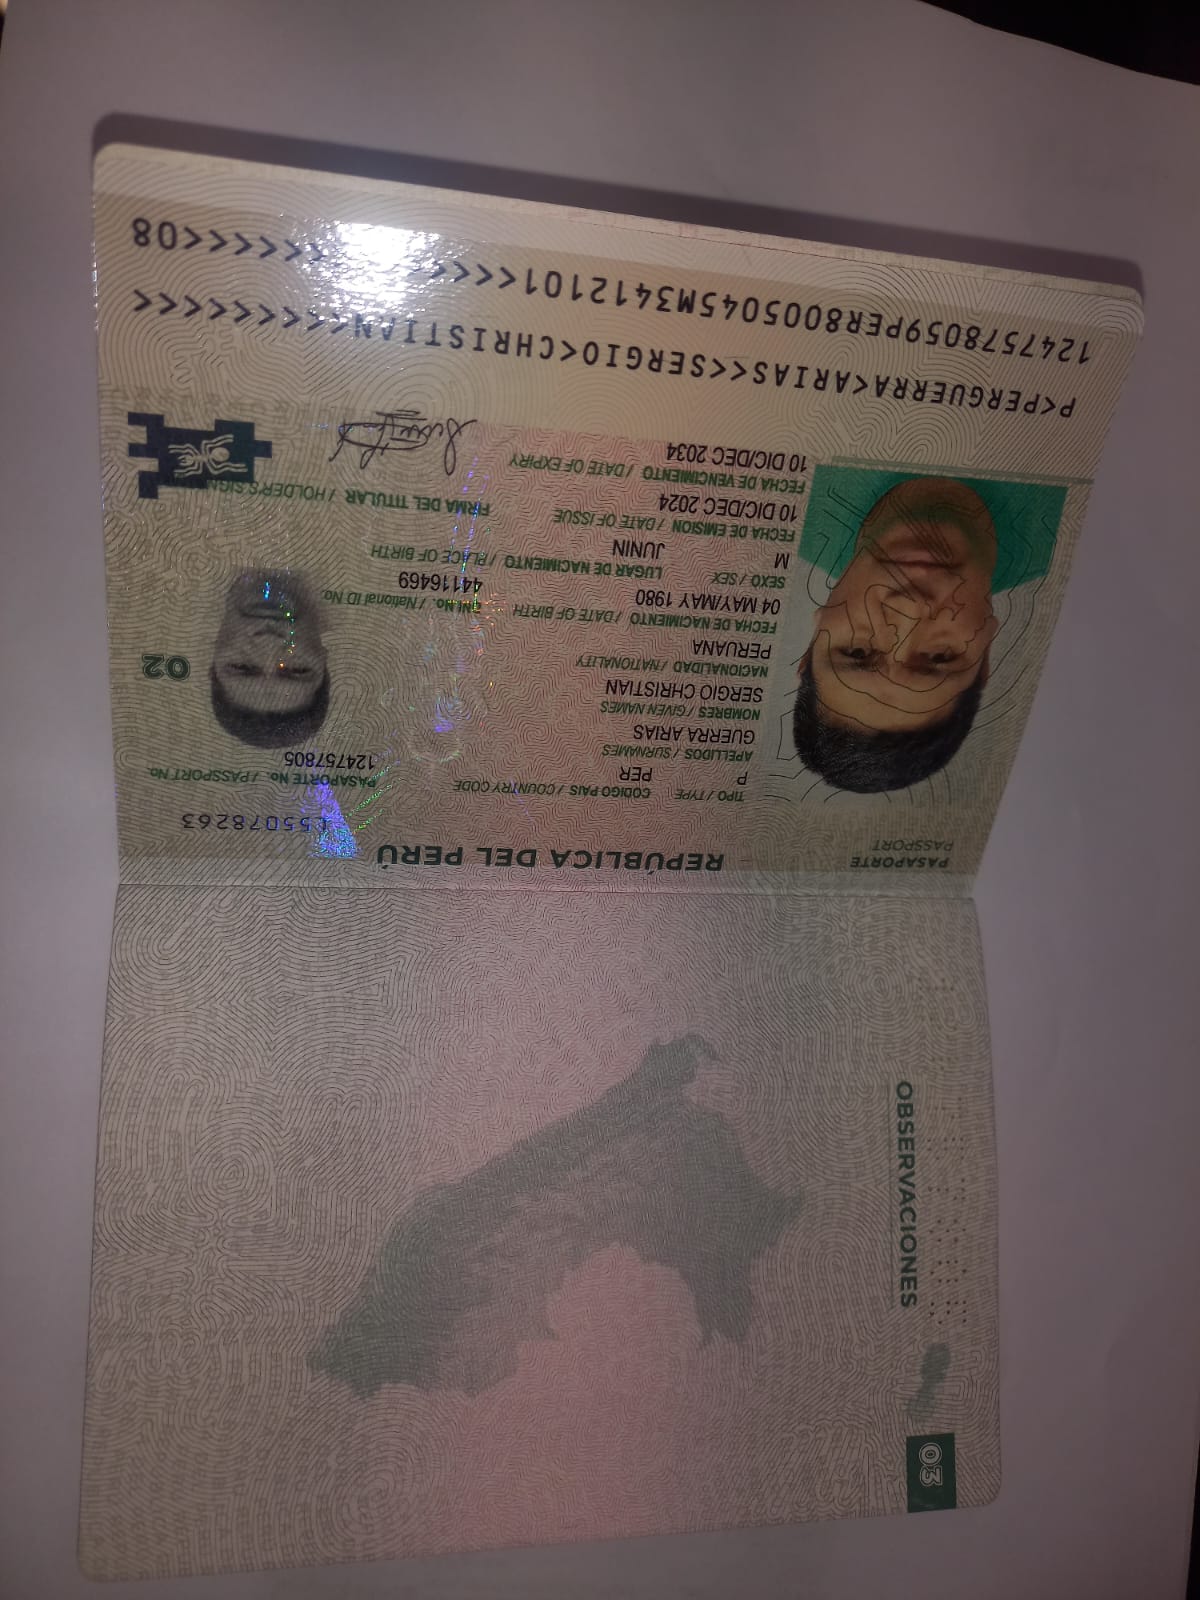 PASAPORTE
PASSPORT
REPÚBLICA DEL PERÚ
L55078263
TIPO / TYPE
CODIGO PAIS / COUNTRY CODE
PASAPORTE No. / PASSPORT No.
P
PER
124757805
APELLIDOS / SURNAMES
GUERRA ARIAS
NOMBRES / GIVEN NAMES
SERGIO CHRISTIAN
NACIONALIDAD / NATIONALITY
PERUANA
02
FECHA DE NACIMIENTO / DATE OF BIRTH
DNI.No. / National ID No.
04 MAY/MAY 1980
44116469
SEXO / SEX
LUGAR DE NACIMIENTO / PLACE OF BIRTH
M
JUNIN
FECHA DE EMISION / DATE OF ISSUE
FIRMA DEL TITULAR / HOLDER'S
10 DIC/DEC 2024
FECHA DE VENCIMIENTO / DATE OF EXPIRY
10 DIC/DEC 2034
P<PERGUERRA<ARIAS<<SERGIO<CHRISTIAN<<<<<<<<<
1247578059PER8005045M3412101<<<<<<<<<<<<<<08
OBSERVACIONES
03